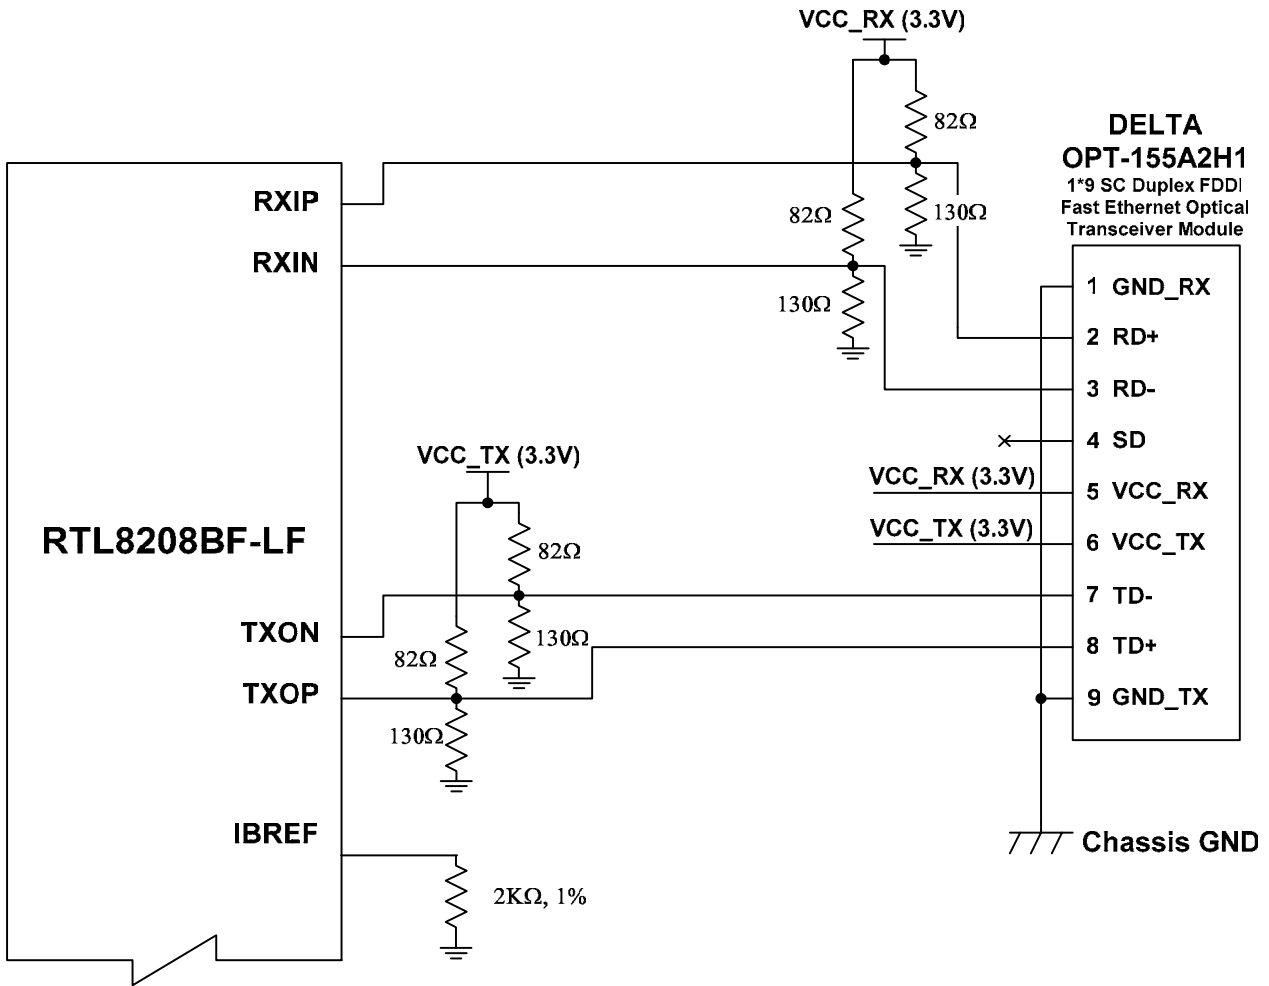 VCC_RX (3.3V)
82Ω
DELTA
OPT-155A2H1
1*9 SC Duplex FDDI
Fast Ethernet Optical
Transceiver Module
RXIP
82Ω
130Ω
RXIN
130Ω
1 GND_RX
2 RD+
3 RD-
4 SD
VCC_TX (3.3V)
VCC_RX (3.3V)
5 VCC_RX
RTL8208BF-LF
82Ω
VCC_TX (3.3V)
6 VCC_TX
7 TD-
TXON
130Ω
82Ω
8 TD+
TXOP
9 GND_TX
130Ω
IBREF
Chassis GND
2KΩ, 1%